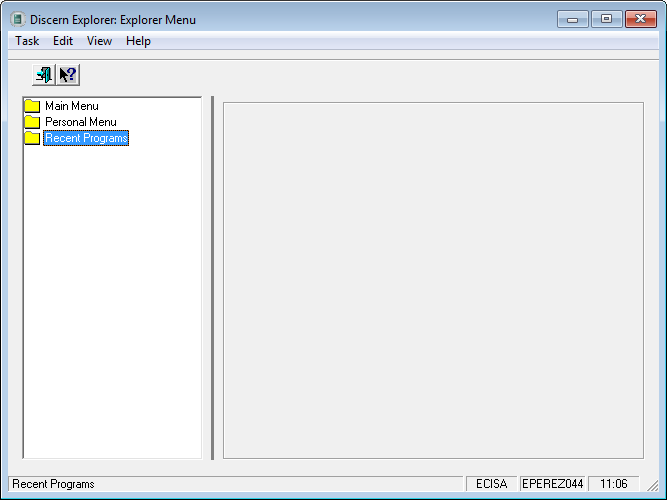 Discern Explorer: Explorer Menu
Task Edit View Help
Main Menu
Personal Menu
Recent Programs
Recent Programs ECISA EPEREZ044 11:06